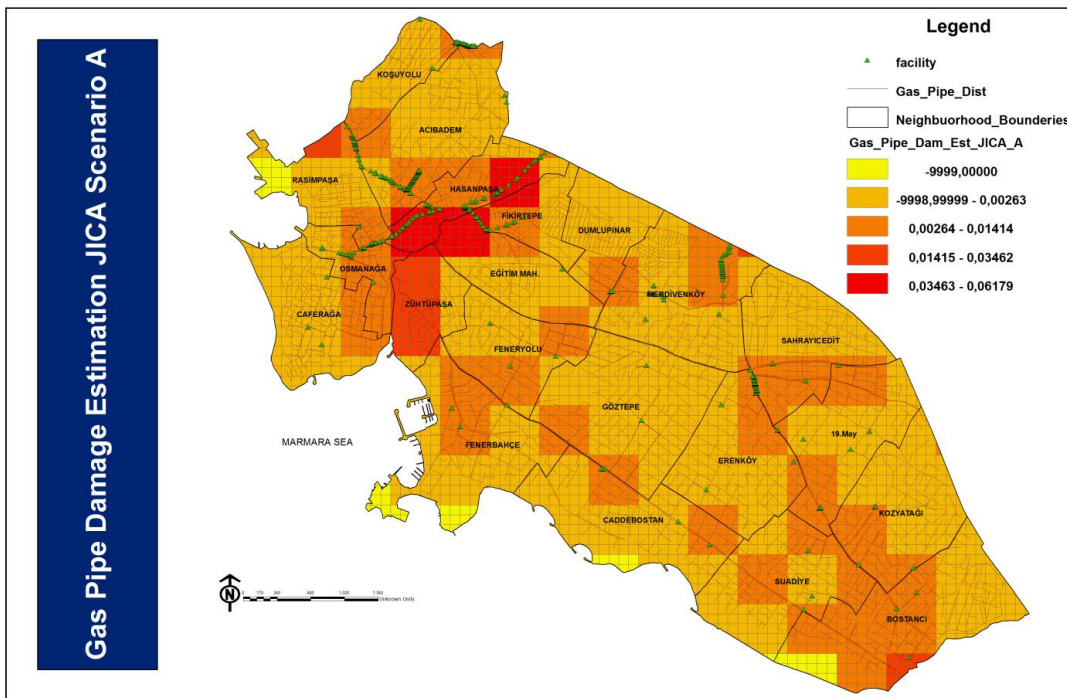 Gas Pipe Damage Estimation JICA Scenario A
Legend
facility
Gas_Pipe_Dist
Neighbuorhood_Bounderies
Gas_Pipe_Dam_Est_JICA_A
-9999,00000
-9998,99999 - 0,00263
0,00264 - 0,01414
0,01415 - 0,03462
0,03463 - 0,06179
KOŞUYOLU
ACIBADEM
RASİMPAŞA
HASANPAŞA
FİKİRTEPE
DUMLUPINAR
OSMANAĞA
EĞİTİM MAH.
MERDİVENKÖY
ZÜHTÜPAŞA
CAFERAĞA
SAHRAYICEDİT
FENERYOLU
GÖZTEPE
19.May
MARMARA SEA
FENERBAHÇE
ERENKÖY
KOZYATAĞI
CADDEBOSTAN
SUADİYE
BOSTANCI
N
Unknown Units